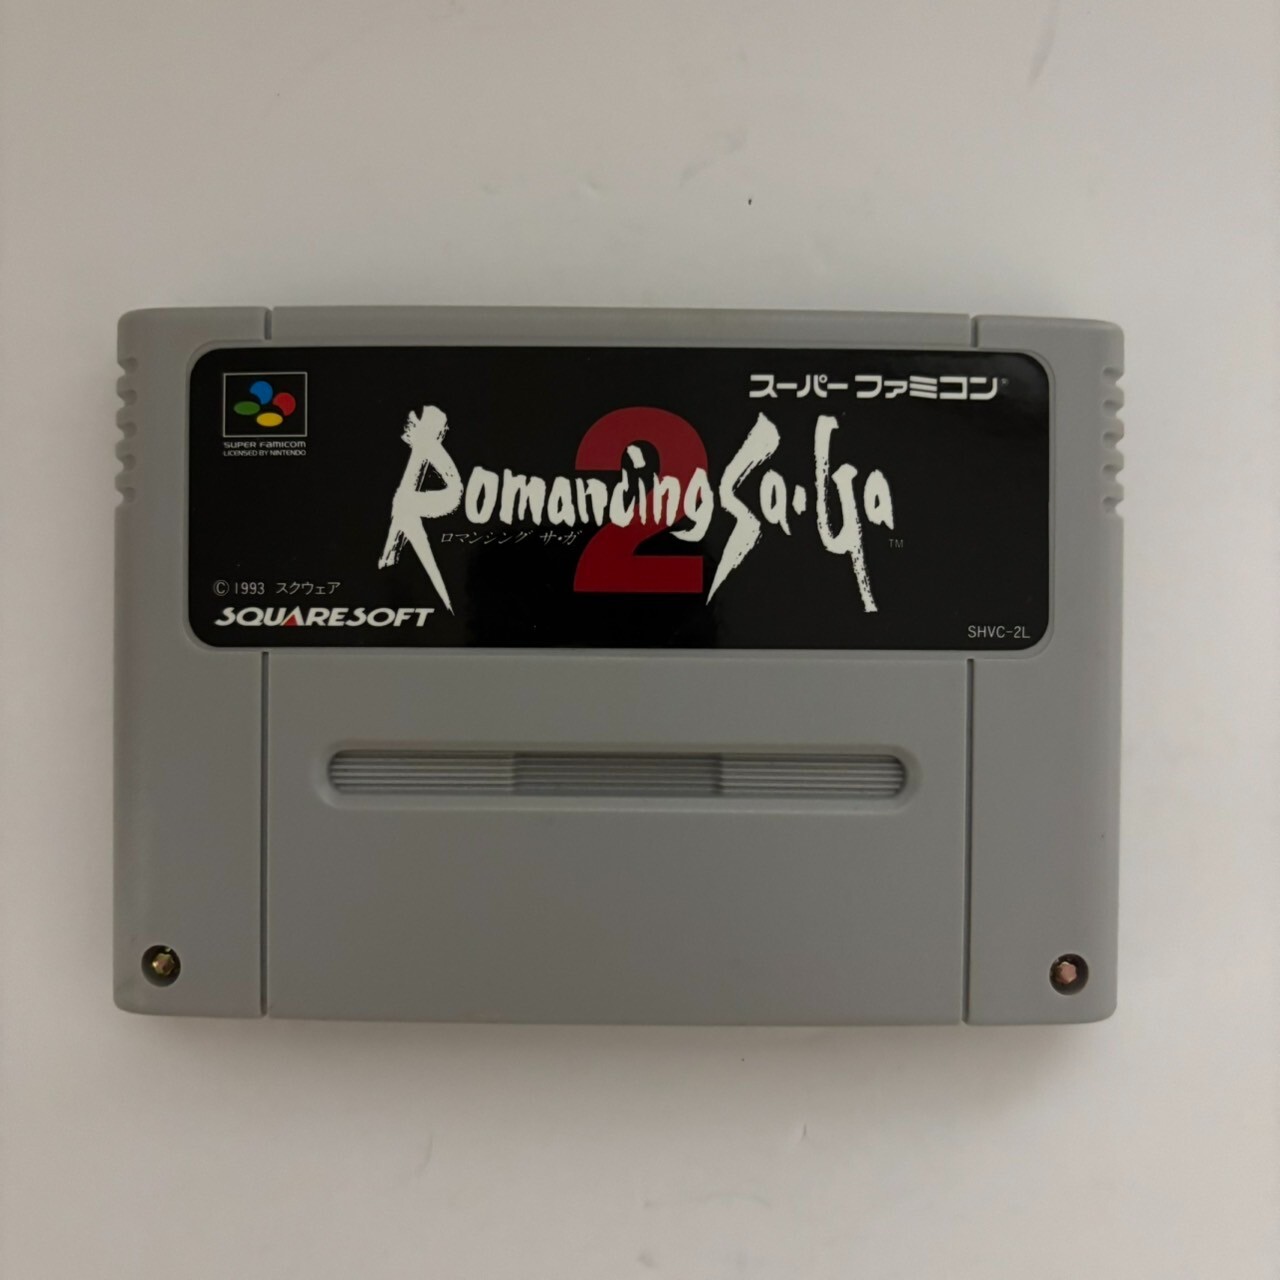 スーパーファミコン®
SUPER FAMICOM
LICENSED BY NINTENDO
2
Romancing Sa·Ga
ロマンシング サ・ガ
TM
© 1993 スクウェア
SQUARESOFT
SHVC-2L